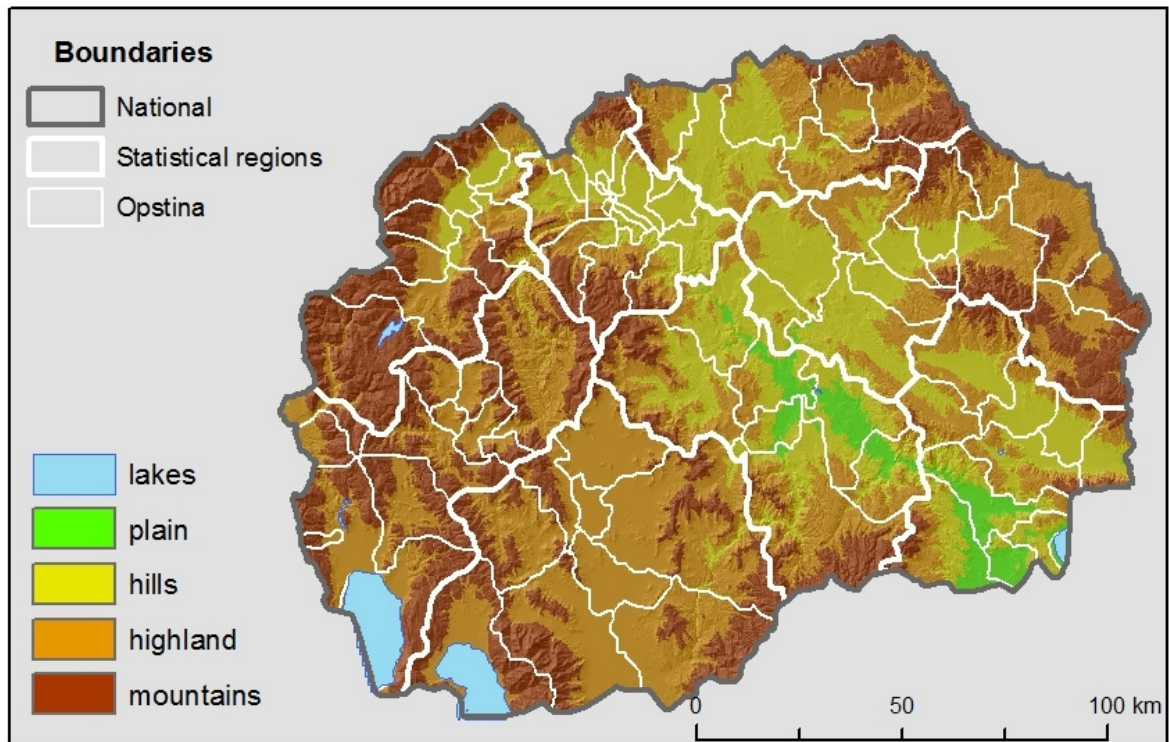 Boundaries
National
Statistical regions
Opstina
lakes
plain
hills
highland
mountains
0 50 100 km